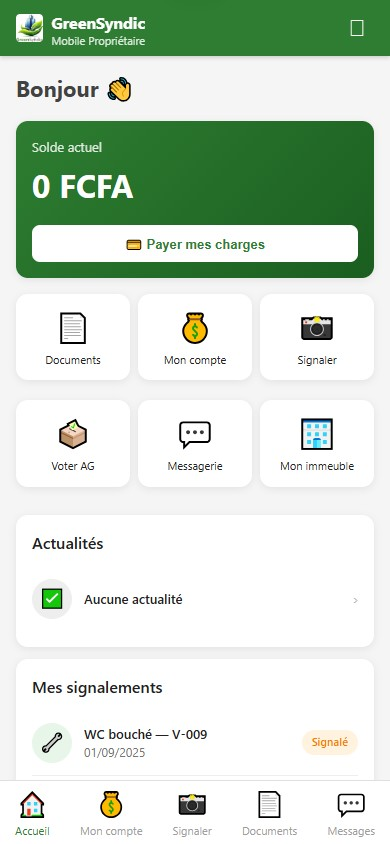 GreenSyndic
Mobile Propriétaire
Bonjour 👋
Solde actuel
0 FCFA
💳 Payer mes charges
Documents
Mon compte
Signaler
Voter AG
Messagerie
Mon immeuble
Actualités
Aucune actualité
Mes signalements
WC bouché — V-009
Signalé
01/09/2025
Accueil
Mon compte
Signaler
Documents
Messages